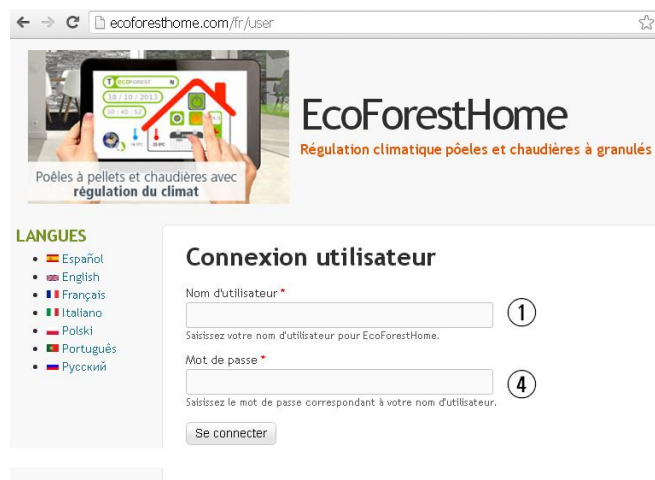 ecoforesthome.com/fr/user
T ECOFOREST N
18 / 10 / 2013
10 : 40 : 52
Poêles à pellets et chaudières avec
régulation du climat
EcoForestHome
Régulation climatique pôeles et chaudières à granulés
LANGUES
Español
English
Français
Italiano
Polski
Português
Русский
Connexion utilisateur
Nom d'utilisateur *
1
Saisissez votre nom d'utilisateur pour EcoForestHome.
Mot de passe *
4
Saisissez le mot de passe correspondant à votre nom d'utilisateur.
Se connecter